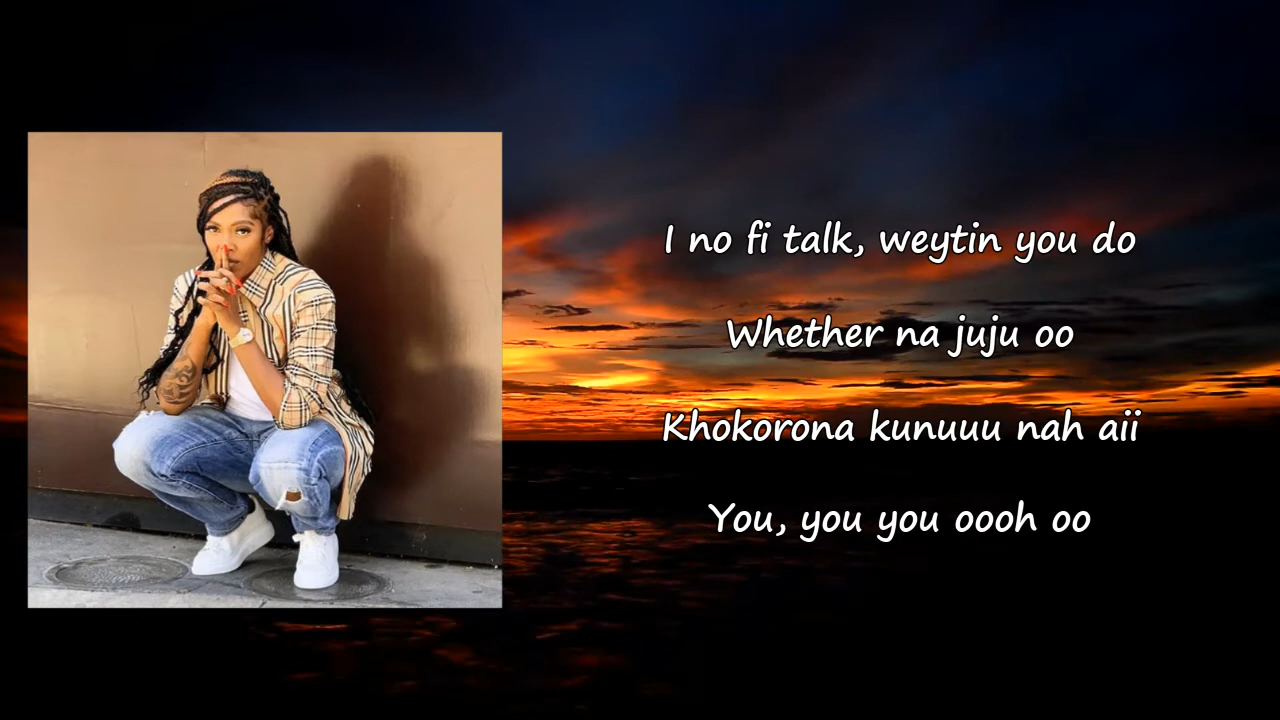 I no fi talk, weytin you do
Whether na juju oo
Khokorona kunuuu nah aii
You, you you oooh oo